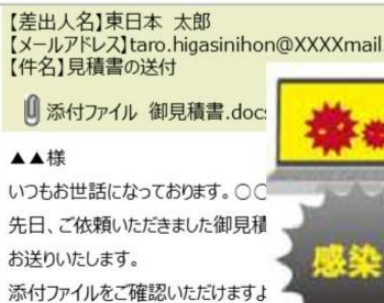 【差出人名】東日本 太郎
【メールアドレス】taro.higasinihon@XXXXmail.
【件名】見積書の送付
添付ファイル 御見積書.doc
▲▲様
いつもお世話になっております。〇〇
先日、ご依頼いただきました御見積
お送りいたします。
添付ファイルをご確認いただけますよ
感染